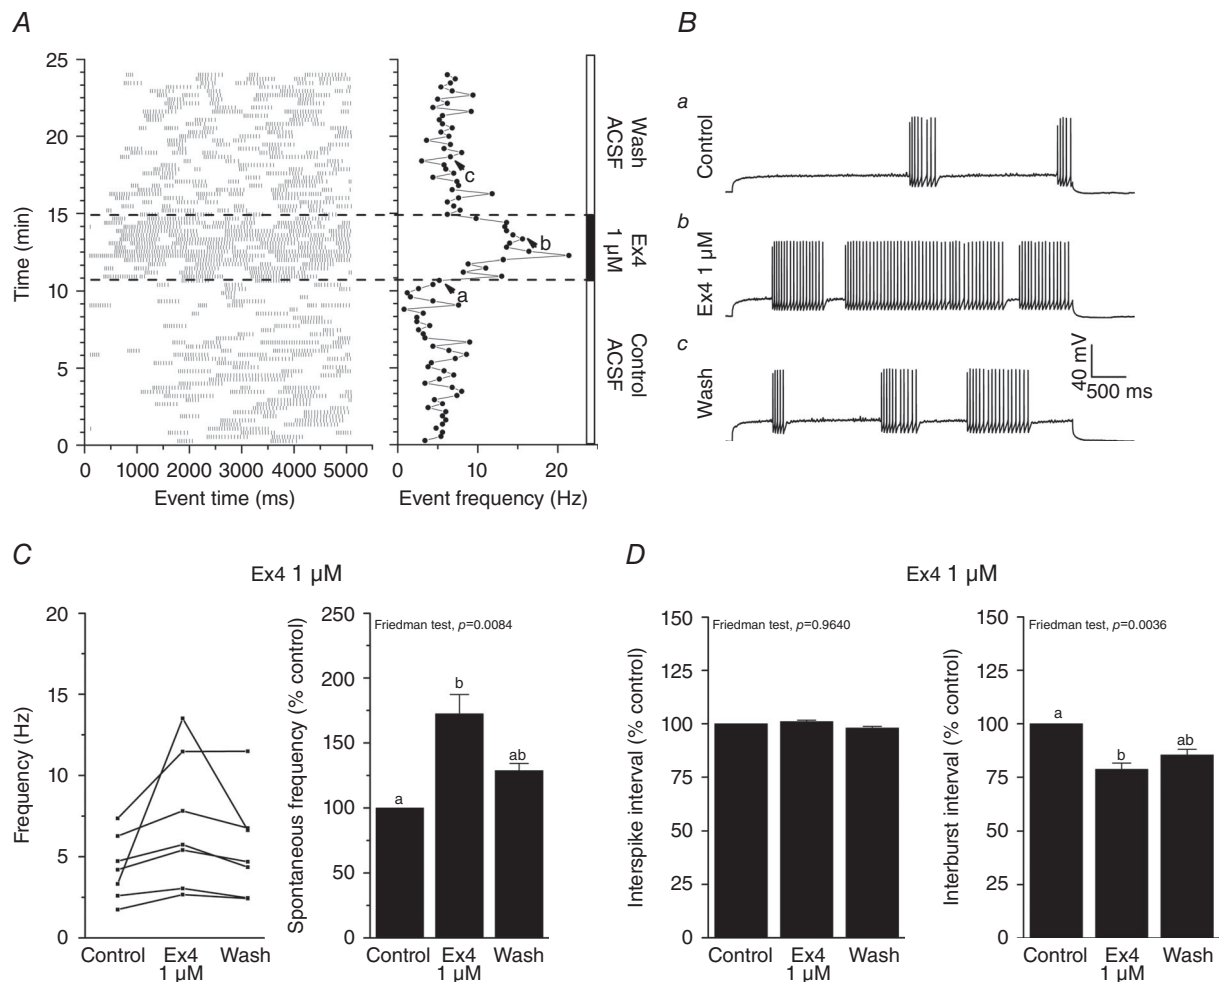 A
25
20
15
10
5
0
Time (min)
0 1000 2000 3000 4000 5000
Event time (ms)
0 10 20
Event frequency (Hz)
a
b
c
Wash
ACSF
Ex4
1 µM
Control
ACSF
B
a
Control
b
Ex4 1 µM
c
Wash
40 mV
500 ms
C
Ex4 1 µM
20
15
10
5
0
Frequency (Hz)
Control Ex4 Wash
1 µM
250
200
150
100
50
0
Spontaneous frequency (% control)
Friedman test, p=0.0084
a
b
ab
Control Ex4 Wash
1 µM
D
Ex4 1 µM
150
125
100
75
50
25
0
Interspike interval (% control)
Friedman test, p=0.9640
Control Ex4 Wash
1 µM
150
125
100
75
50
25
0
Interburst interval (% control)
Friedman test, p=0.0036
a
b
ab
Control Ex4 Wash
1 µM